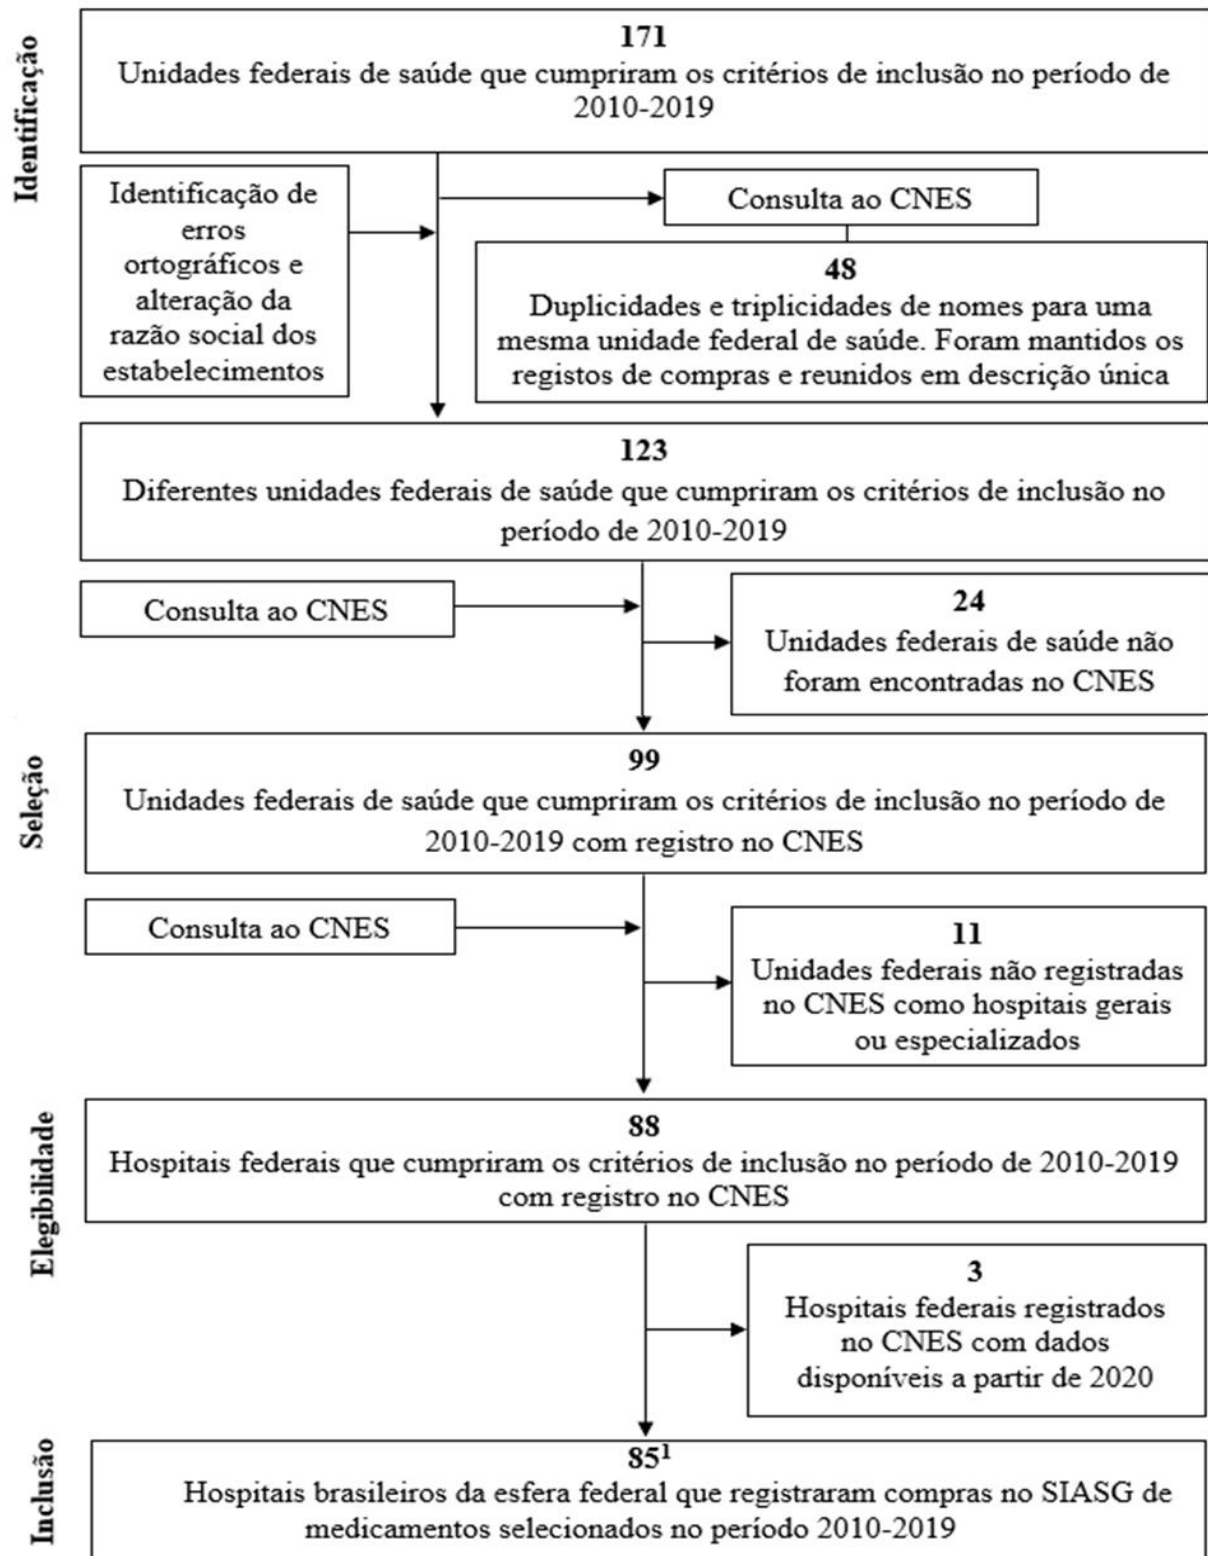 Identificação
171
Unidades federais de saúde que cumpriram os critérios de inclusão no período de
2010-2019
Identificação de
erros
ortográficos e
alteração da
razão social dos
estabelecimentos
Consulta ao CNES
48
Duplicidades e triplicidades de nomes para uma
mesma unidade federal de saúde. Foram mantidos os
registos de compras e reunidos em descrição única
123
Diferentes unidades federais de saúde que cumpriram os critérios de inclusão no
período de 2010-2019
Consulta ao CNES
24
Unidades federais de saúde não
foram encontradas no CNES
Seleção
99
Unidades federais de saúde que cumpriram os critérios de inclusão no período de
2010-2019 com registro no CNES
Consulta ao CNES
11
Unidades federais não registradas
no CNES como hospitais gerais
ou especializados
Elegibilidade
88
Hospitais federais que cumpriram os critérios de inclusão no período de 2010-2019
com registro no CNES
3
Hospitais federais registrados
no CNES com dados
disponíveis a partir de 2020
Inclusão
85¹
Hospitais brasileiros da esfera federal que registraram compras no SIASG de
medicamentos selecionados no período 2010-2019